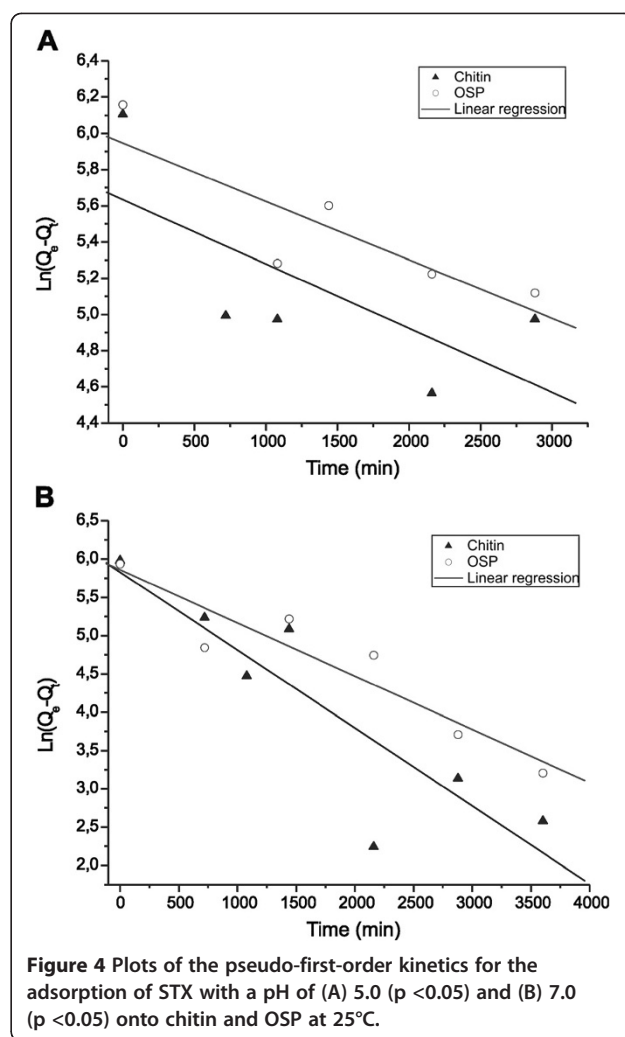 A
6,4
6,2
6,0
5,8
5,6
5,4
5,2
5,0
4,8
4,6
4,4
Ln(Qe-Qt)
Chitin
OSP
Linear regression
0 500 1000 1500 2000 2500 3000
Time (min)
B
6,5
6,0
5,5
5,0
4,5
4,0
3,5
3,0
2,5
2,0
Ln(Qe-Qt)
Chitin
OSP
Linear regression
0 500 1000 1500 2000 2500 3000 3500 4000
Time (min)
Figure 4 Plots of the pseudo-first-order kinetics for the
adsorption of STX with a pH of (A) 5.0 (p <0.05) and (B) 7.0
(p <0.05) onto chitin and OSP at 25°C.